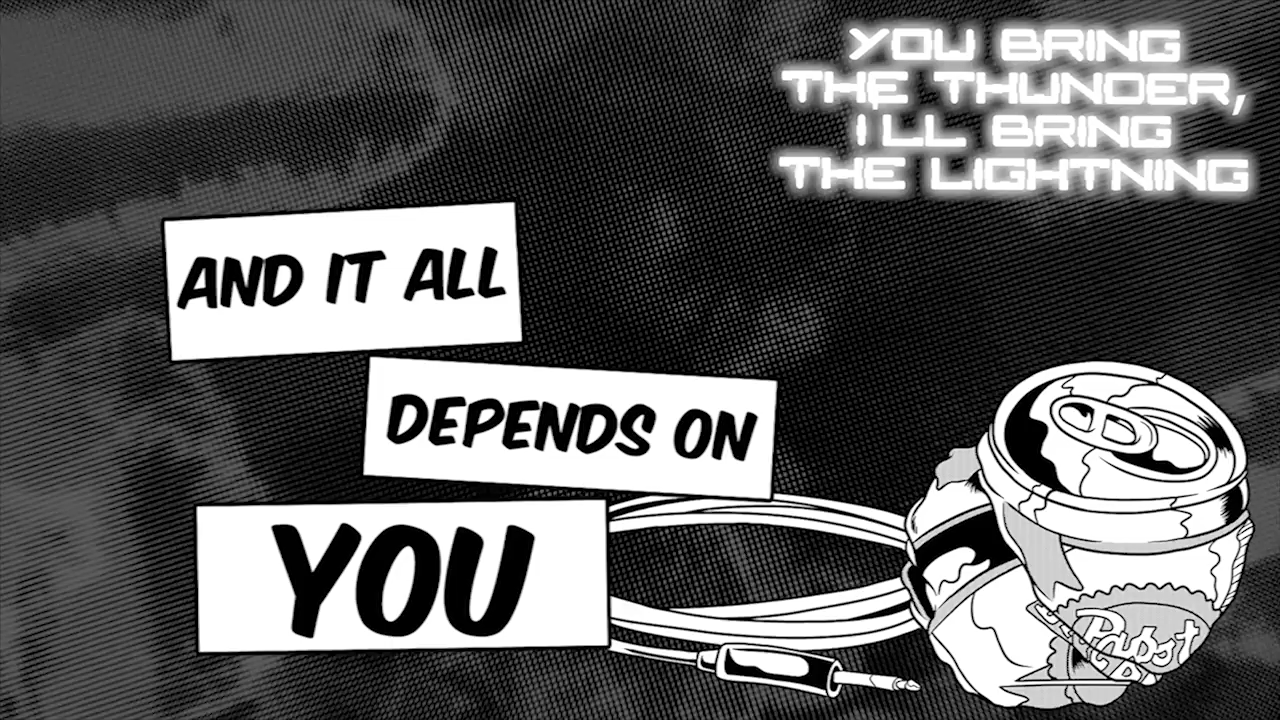 YOU BRING
THE THUNDER,
I'LL BRING
THE LIGHTNING
AND IT ALL
DEPENDS ON
YOU
Pabst